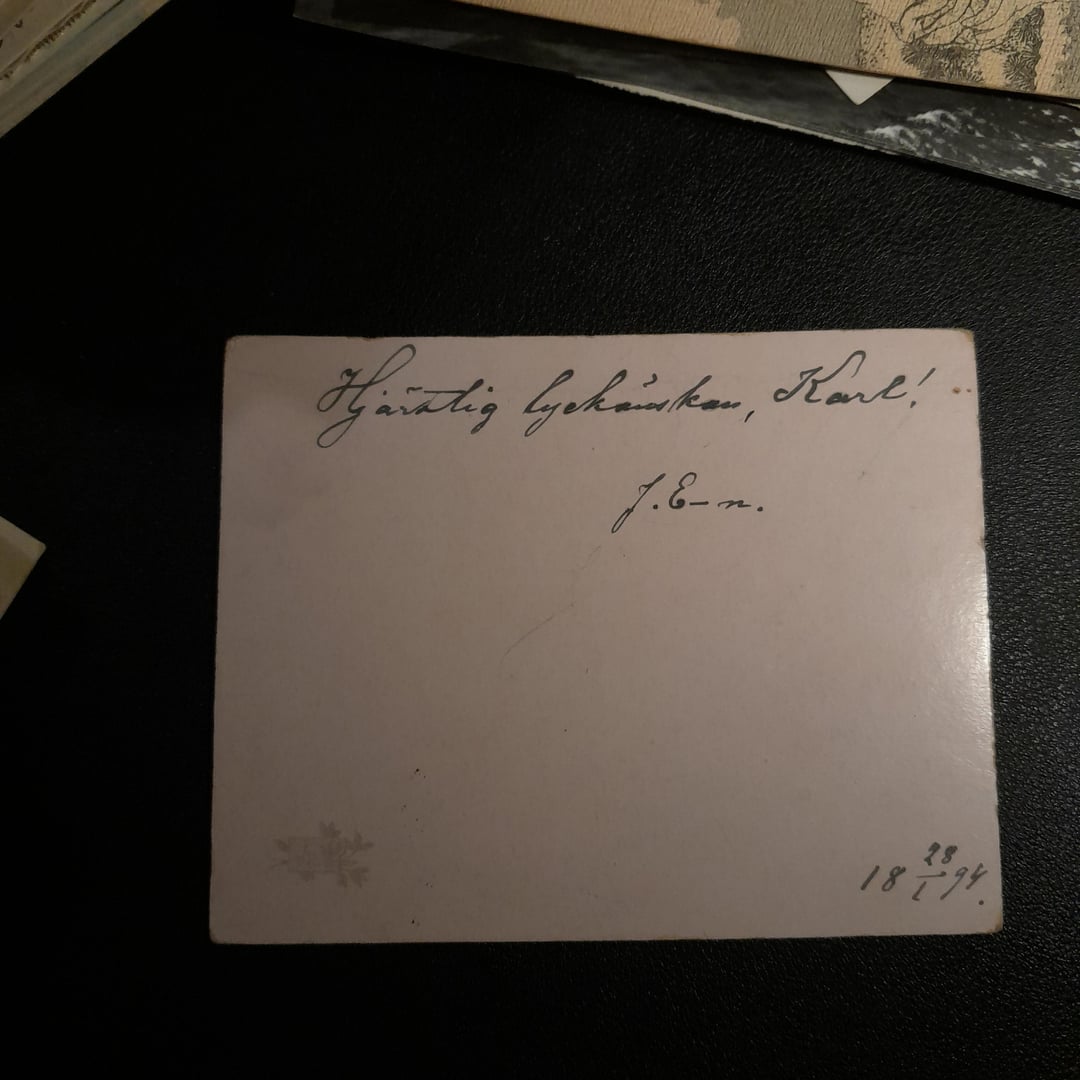 Hjärtlig lyckönskan, Karl!
J. E–n.
18 28/1 94.